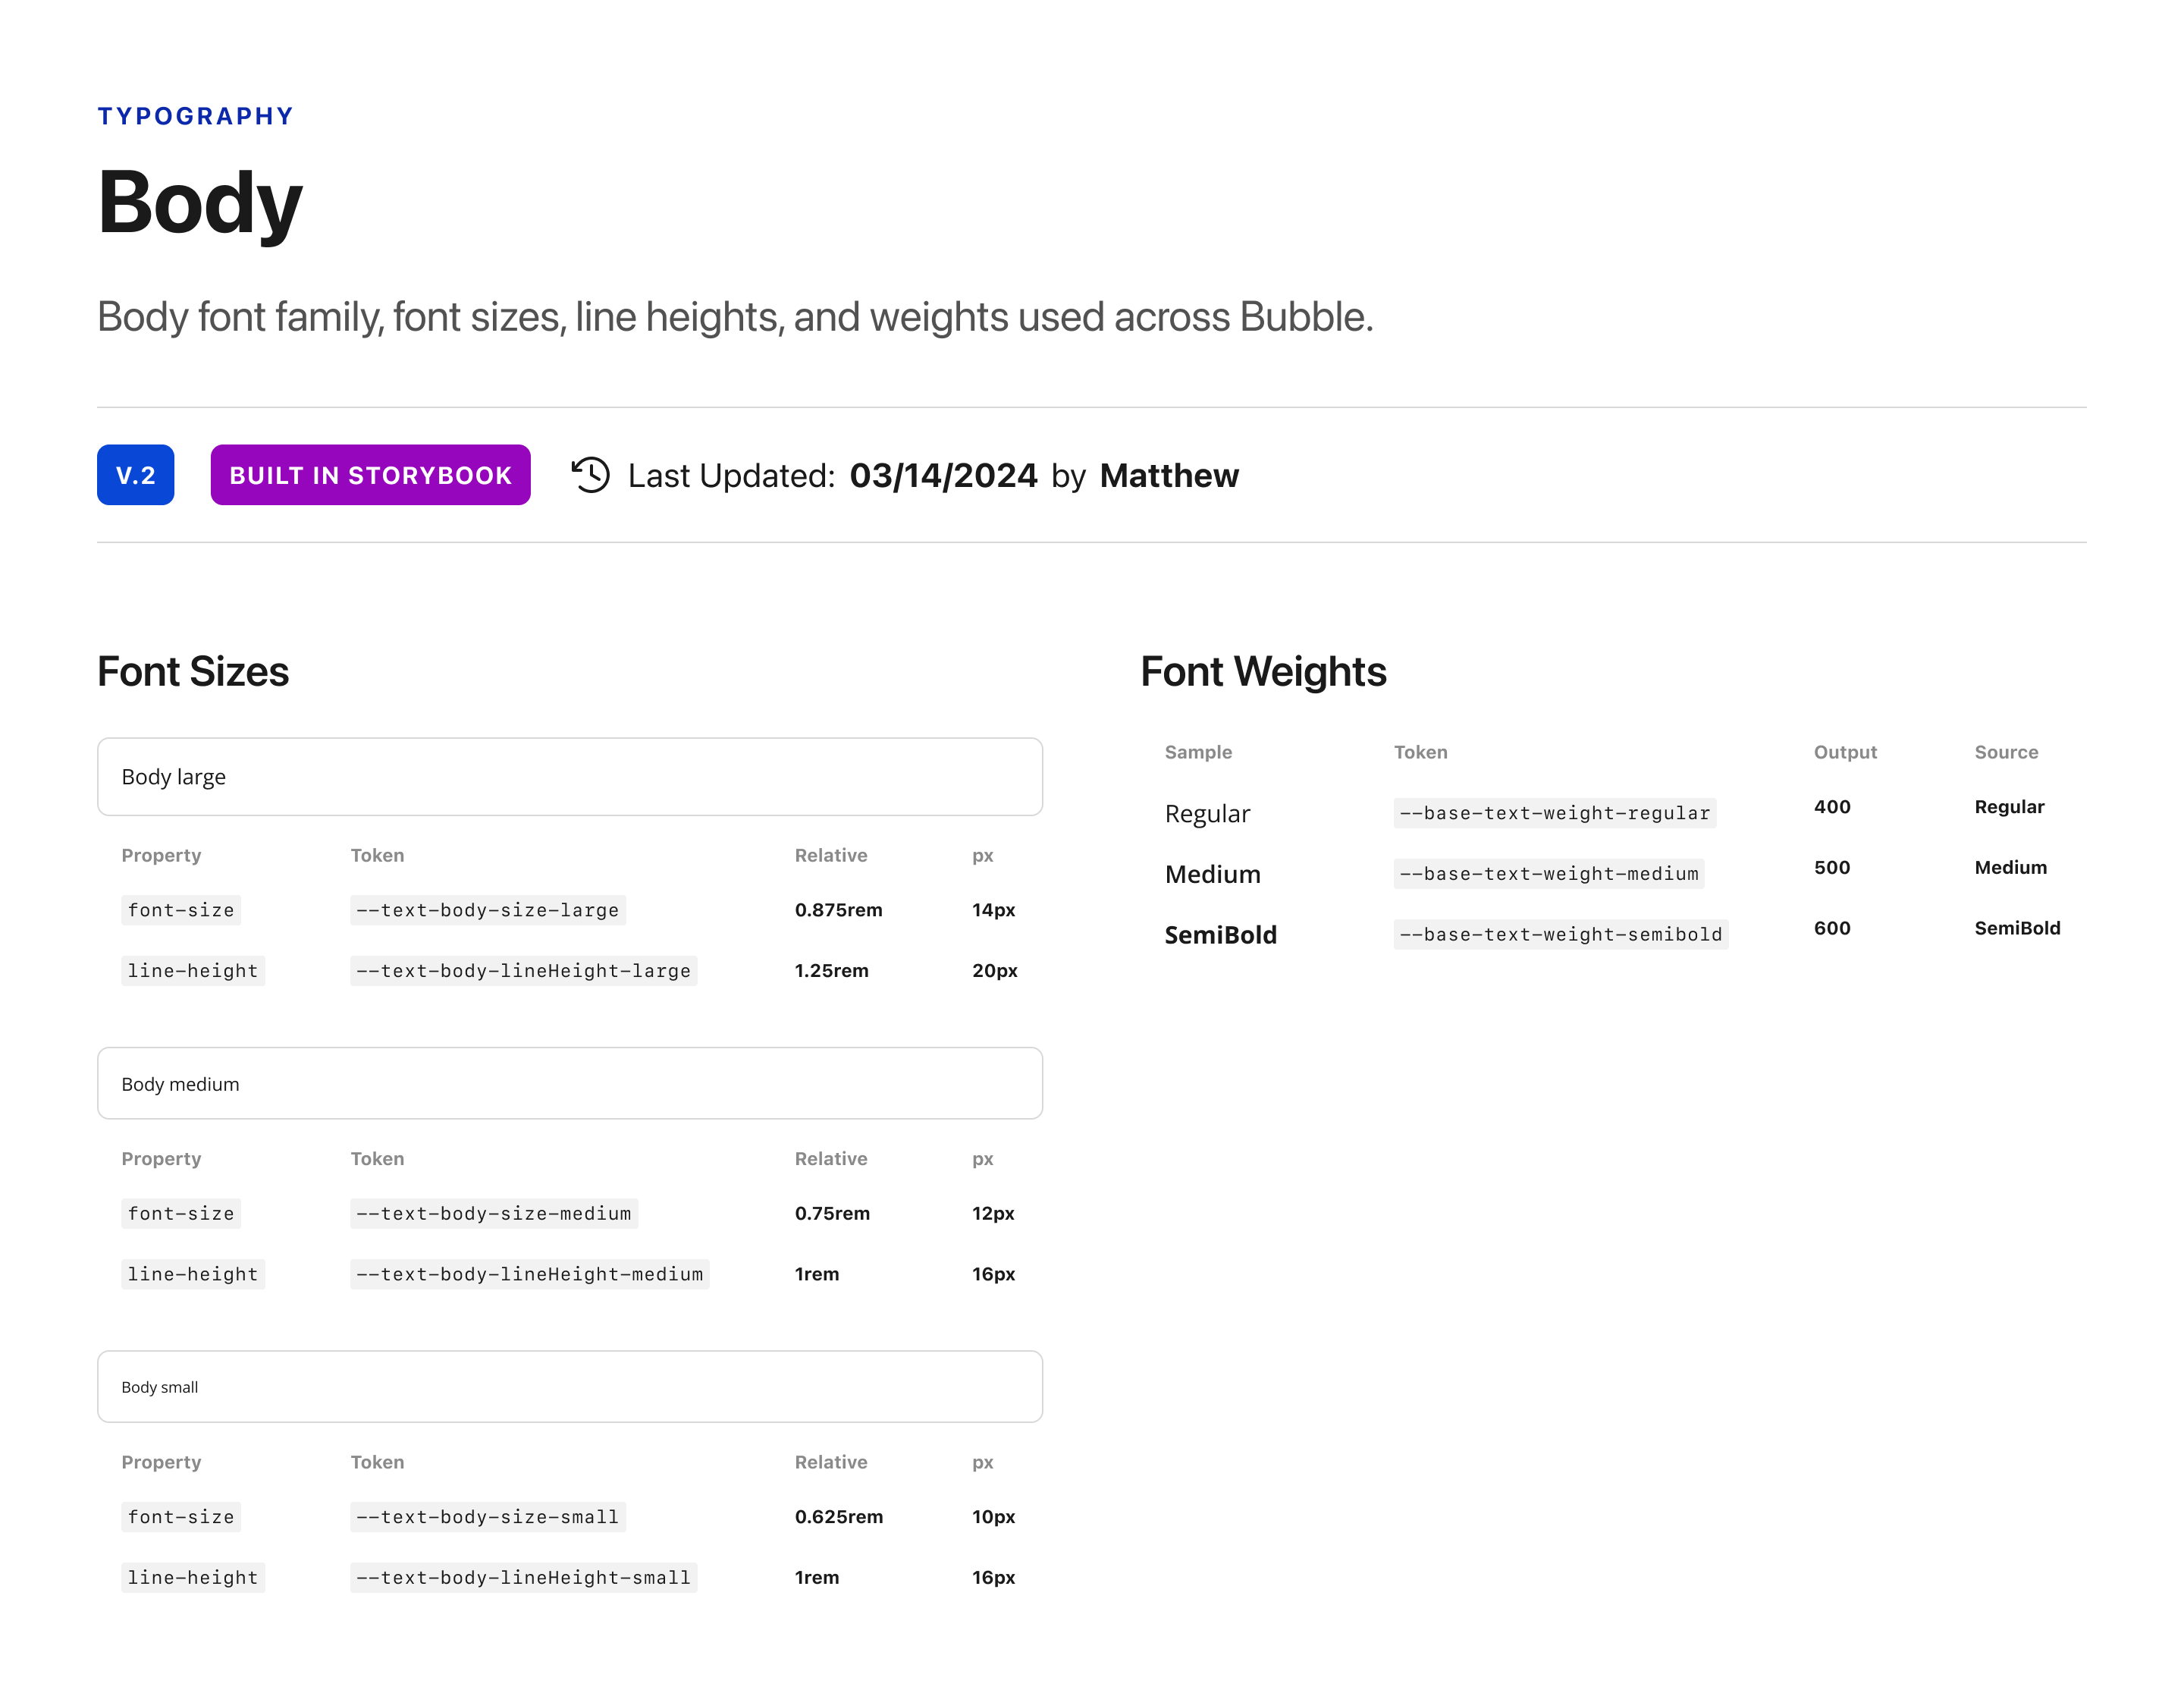 TYPOGRAPHY
Body
Body font family, font sizes, line heights, and weights used across Bubble.
V.2 BUILT IN STORYBOOK Last Updated: 03/14/2024 by Matthew
Font Sizes
Body large
Property Token Relative px
font-size --text-body-size-large 0.875rem 14px
line-height --text-body-lineHeight-large 1.25rem 20px
Body medium
Property Token Relative px
font-size --text-body-size-medium 0.75rem 12px
line-height --text-body-lineHeight-medium 1rem 16px
Body small
Property Token Relative px
font-size --text-body-size-small 0.625rem 10px
line-height --text-body-lineHeight-small 1rem 16px
Font Weights
Sample Token Output Source
Regular --base-text-weight-regular 400 Regular
Medium --base-text-weight-medium 500 Medium
SemiBold --base-text-weight-semibold 600 SemiBold